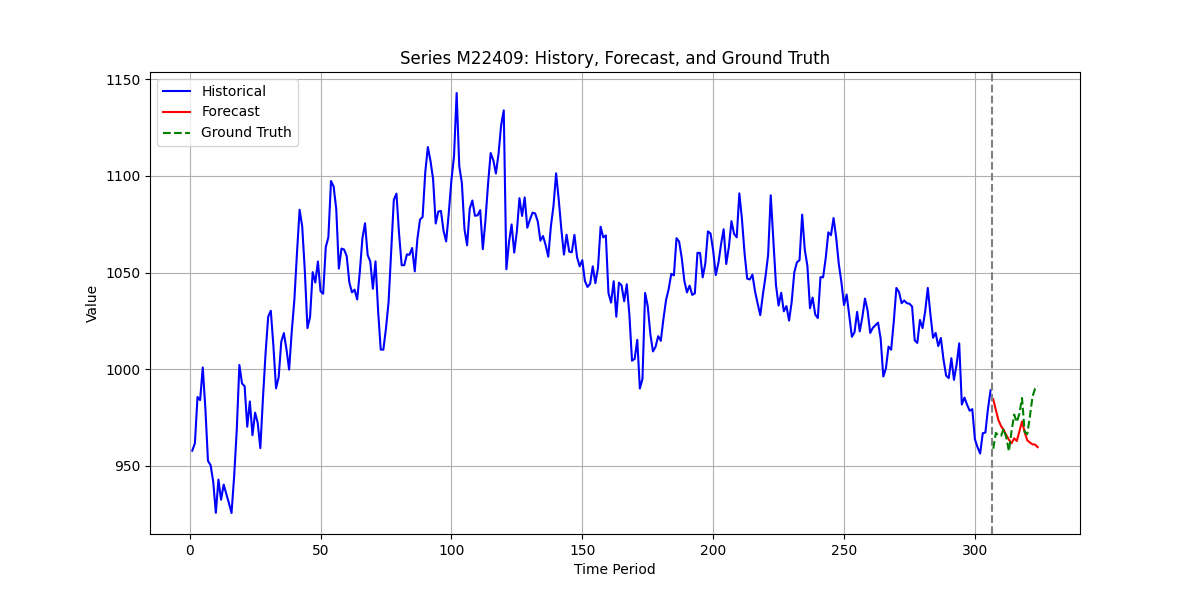 Series M22409: History, Forecast, and Ground Truth
Historical
Forecast
Ground Truth
1150
1100
1050
1000
950
Value
0 50 100 150 200 250 300
Time Period